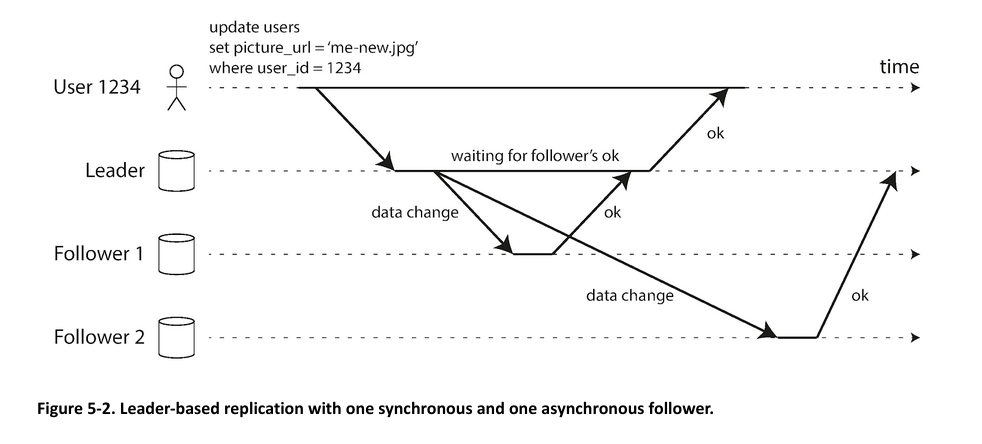 update users
set picture_url = ‘me-new.jpg’
where user_id = 1234
time
User 1234
ok
waiting for follower’s ok
Leader
data change
ok
Follower 1
data change
ok
Follower 2
Figure 5-2. Leader-based replication with one synchronous and one asynchronous follower.